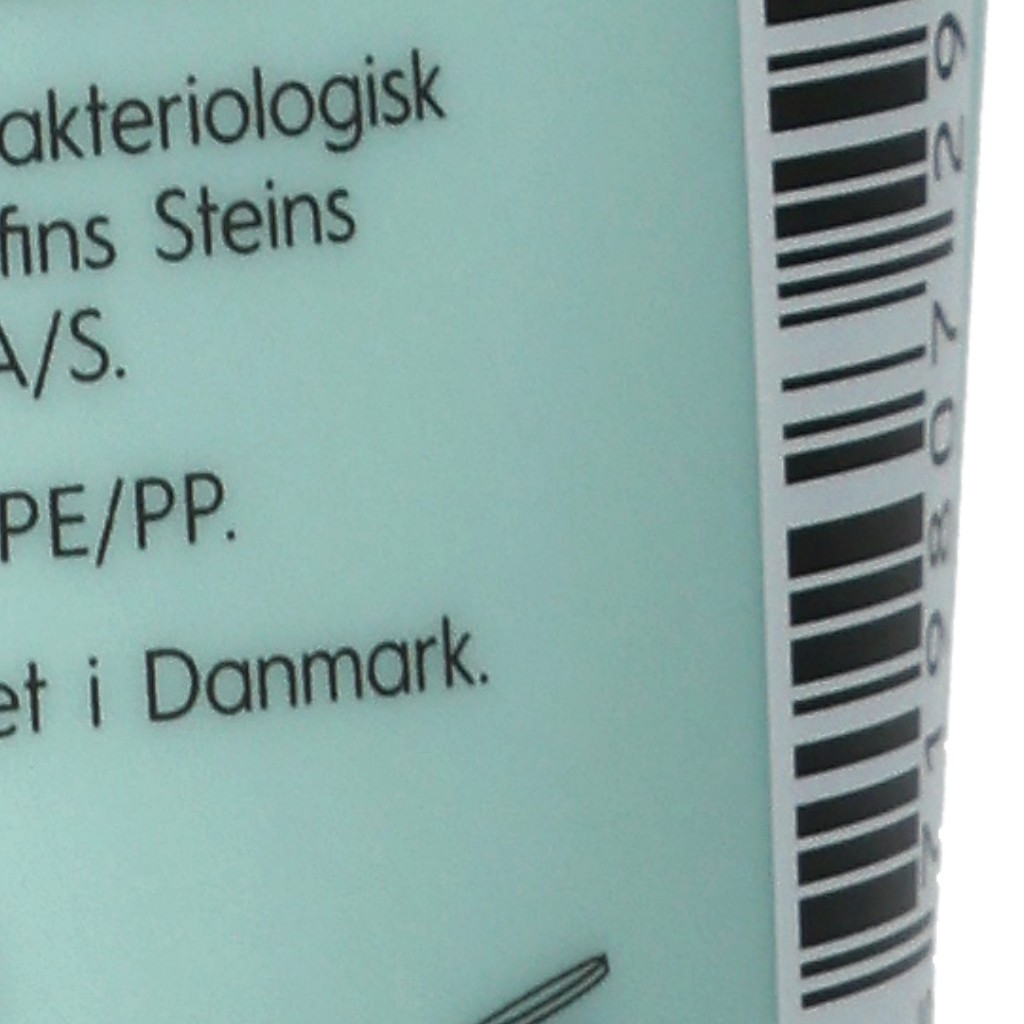 akteriologisk
fins Steins
A/S.
PE/PP.
et i Danmark.